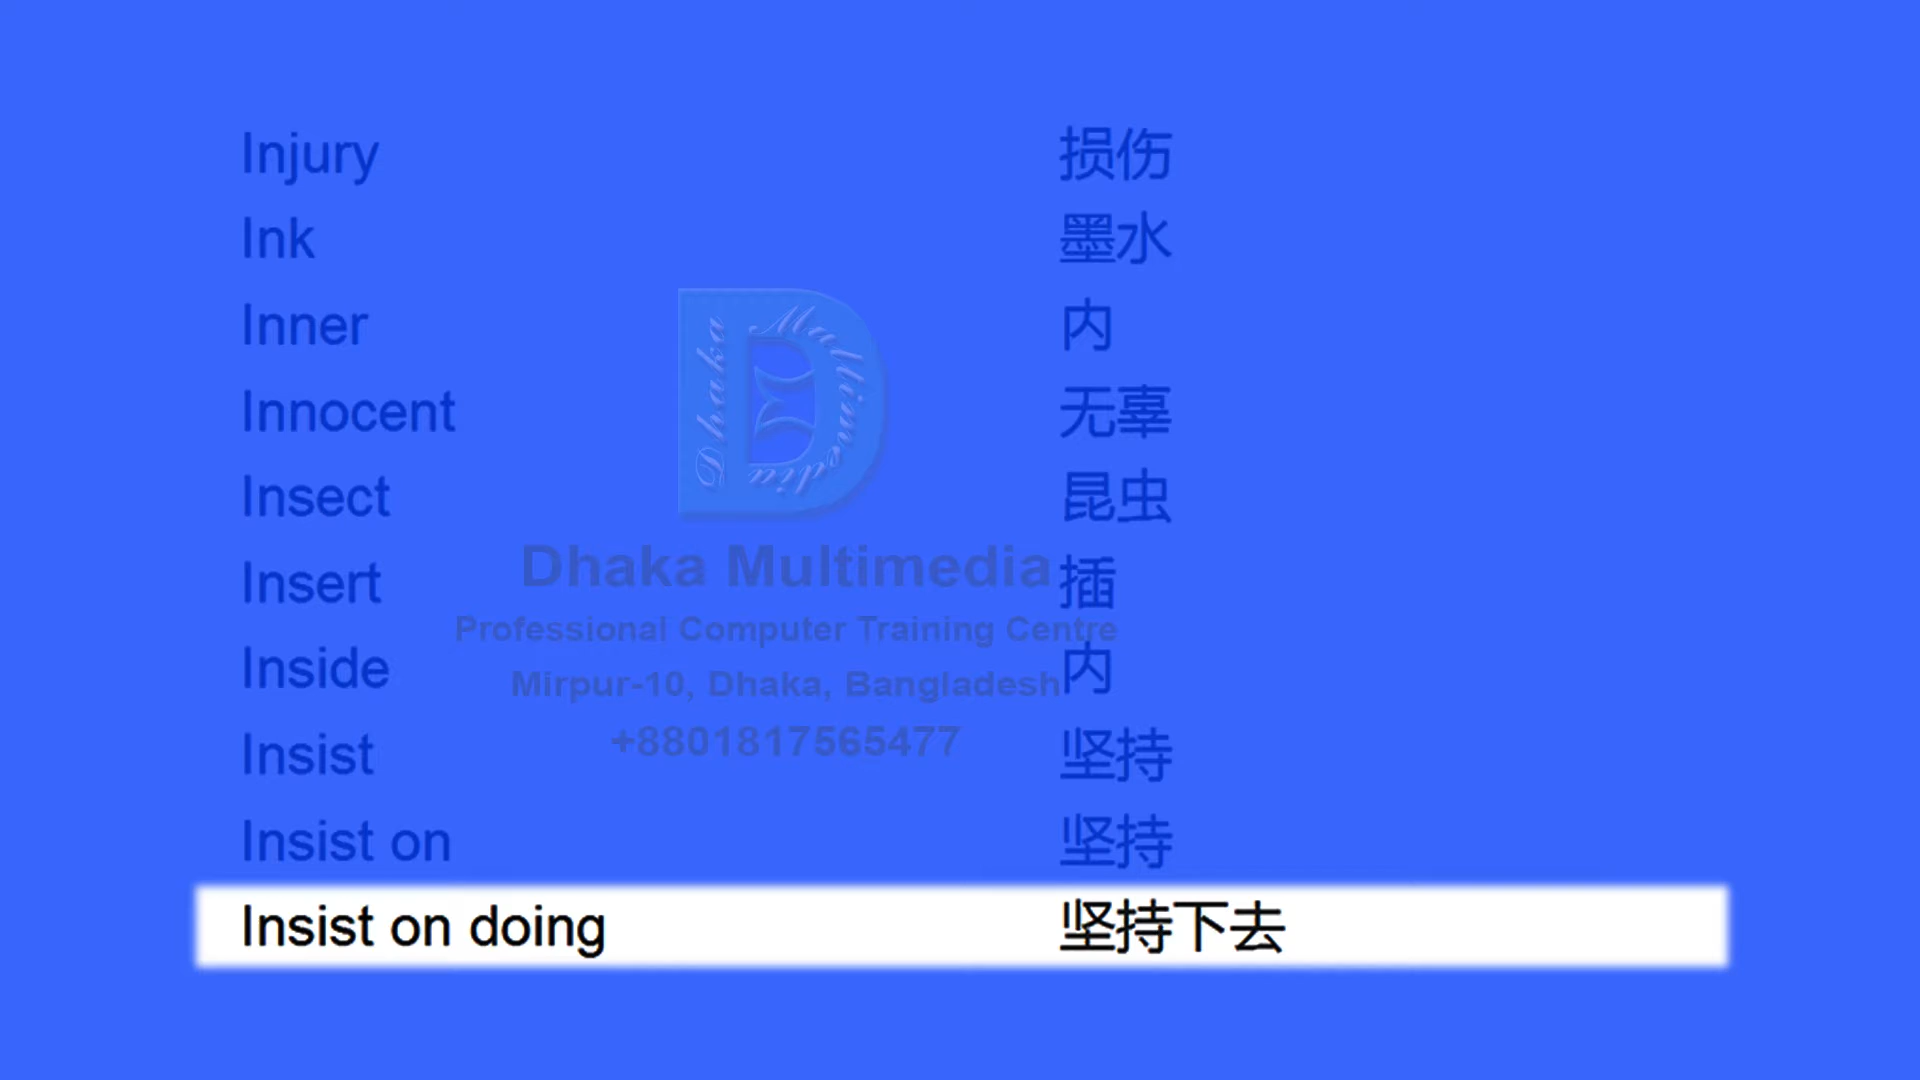 Injury 损伤
Ink 墨水
Inner 内
Innocent 无辜
Insect 昆虫
Dhaka Multimedia
Dhaka Multimedia
Insert 插
Professional Computer Training Centre
Inside 内
Mirpur-10, Dhaka, Bangladesh
Insist 坚持
+8801817565477
Insist on 坚持
Insist on doing 坚持下去